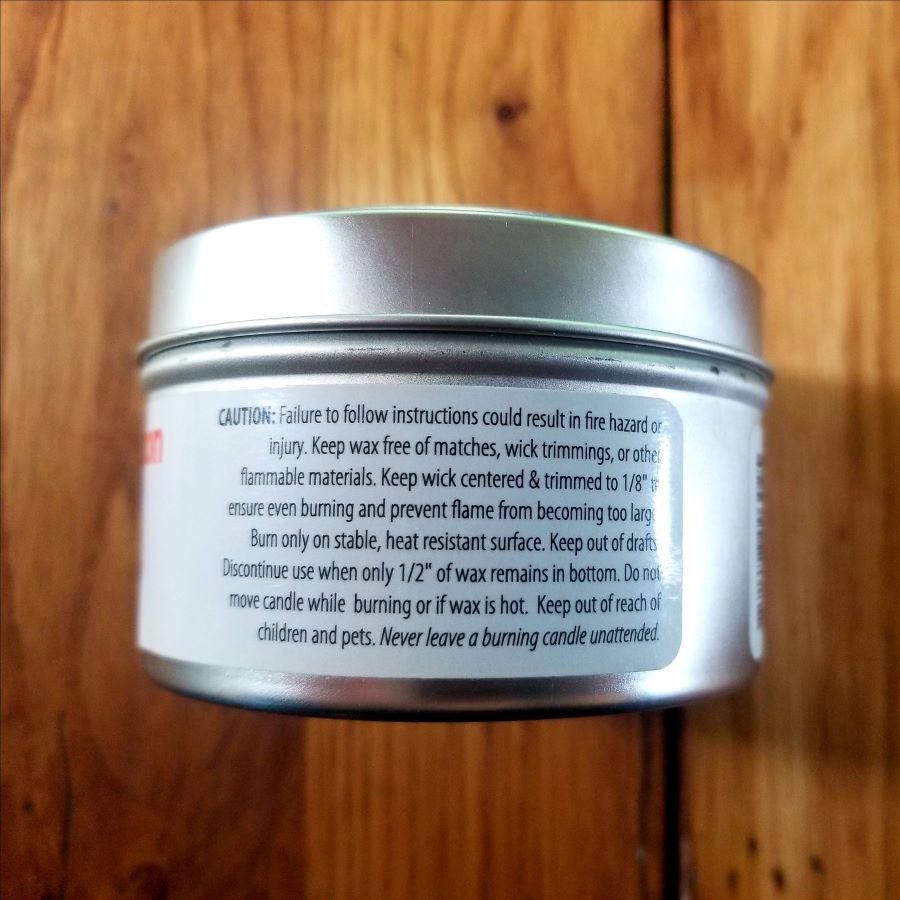 CAUTION: Failure to follow instructions could result in fire hazard or
injury. Keep wax free of matches, wick trimmings, or other
flammable materials. Keep wick centered & trimmed to 1/8"
ensure even burning and prevent flame from becoming too large
Burn only on stable, heat resistant surface. Keep out of drafts.
Discontinue use when only 1/2" of wax remains in bottom. Do not
move candle while burning or if wax is hot. Keep out of reach of
children and pets. Never leave a burning candle unattended.